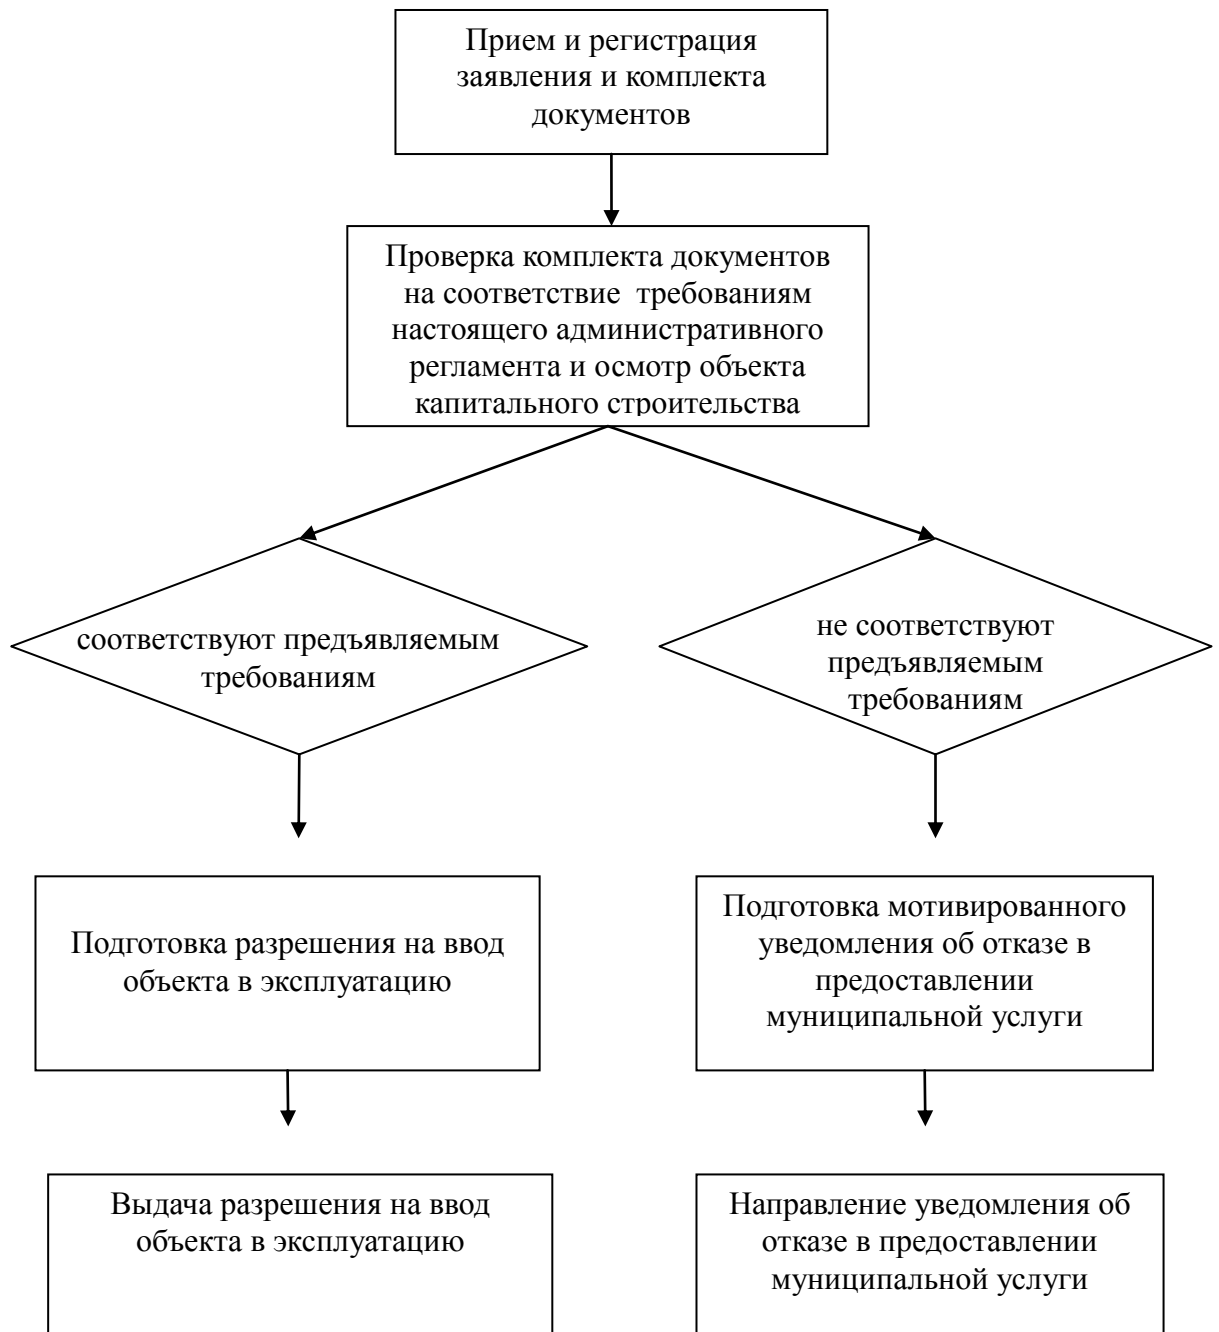 Прием и регистрация
заявления и комплекта
документов
Проверка комплекта документов
на соответствие требованиям
настоящего административного
регламента и осмотр объекта
капитального строительства
соответствуют предъявляемым
требованиям
не соответствуют
предъявляемым
требованиям
Подготовка разрешения на ввод
объекта в эксплуатацию
Подготовка мотивированного
уведомления об отказе в
предоставлении
муниципальной услуги
Выдача разрешения на ввод
объекта в эксплуатацию
Направление уведомления об
отказе в предоставлении
муниципальной услуги